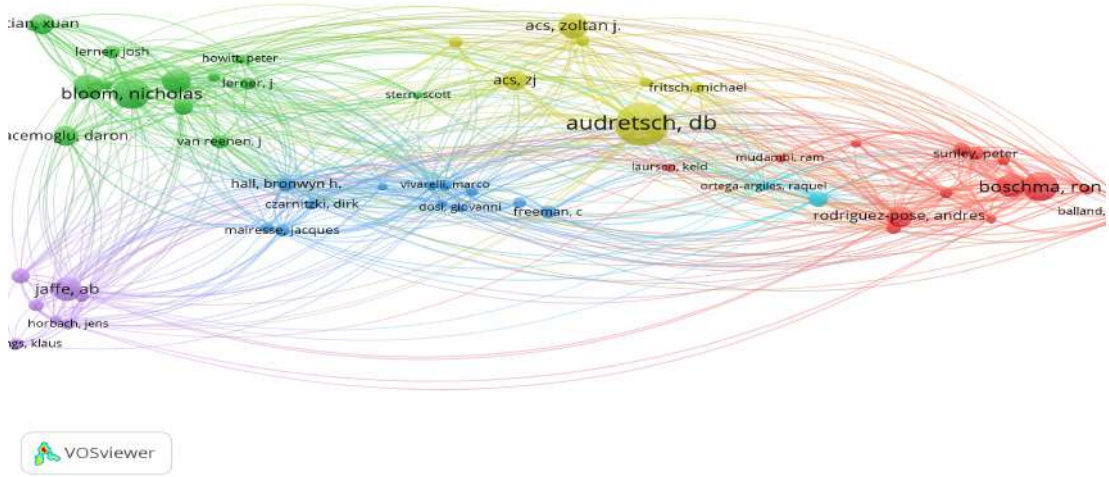 cian, xuan
acs, zoltan j.
lerner, josh
howitt, peter
lerner, j
acs, zj
fritsch, michael
bloom, nicholas
stern, scott
audretsch, db
acemoglu, daron
van reenen, j
sunley, peter
mudambi, ram
laursen, keld
hall, bronwyn h.
vivarelli, marco
ortega-argiles, raquel
boschma, ron
czarnitzki, dirk
dosi, giovanni
freeman, c
rodriguez-pose, andres
balland,
mairesse, jacques
jaffe, ab
horbach, jens
ngs, klaus
VOSviewer